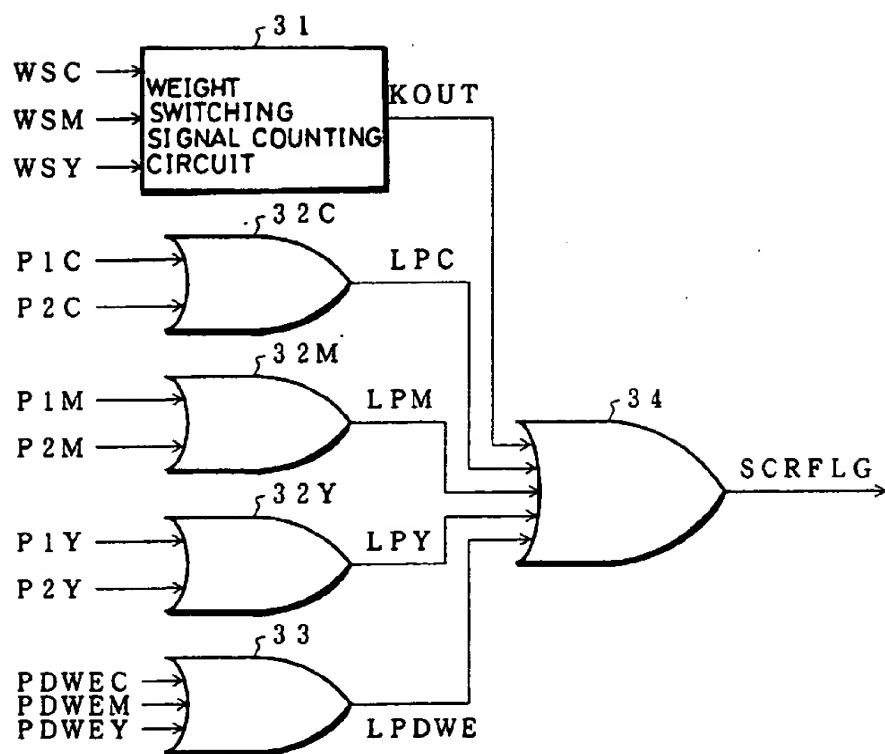 31
WSC
WSM
WSY
WEIGHT
SWITCHING
SIGNAL COUNTING
CIRCUIT
KOUT
32C
P1C
P2C
LPC
32M
P1M
P2M
LPM
34
SCRFLG
32Y
P1Y
P2Y
LPY
33
PDWEC
PDWEM
PDWEY
LPDWE